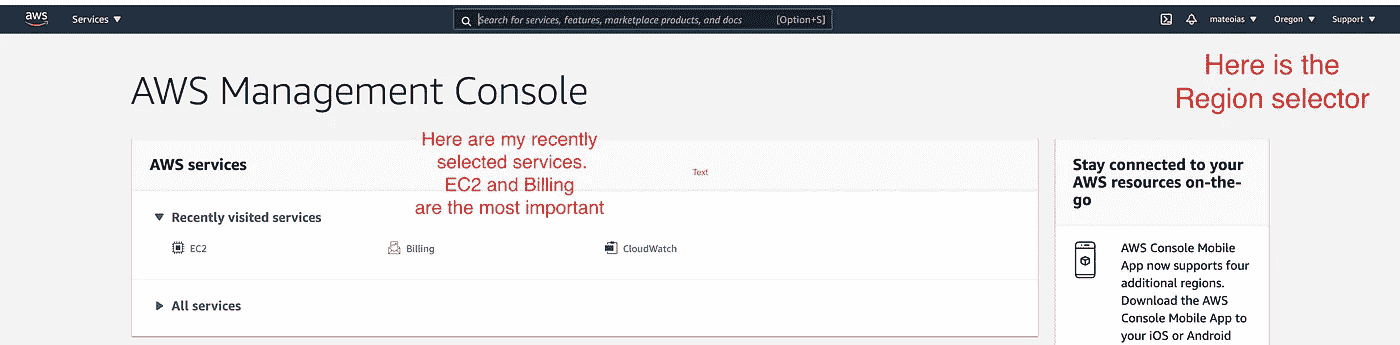 aws
Services ▼
Search for services, features, marketplace products, and docs
[Option+S]
mateoias ▼
Oregon ▼
Support ▼
Here is the
Region selector
AWS Management Console
Here are my recently
selected services.
EC2 and Billing
are the most important
Text
AWS services
▼ Recently visited services
EC2
Billing
CloudWatch
▶ All services
Stay connected to your
AWS resources on-the-
go
AWS Console Mobile
App now supports four
additional regions.
Download the AWS
Console Mobile App to
your iOS or Android